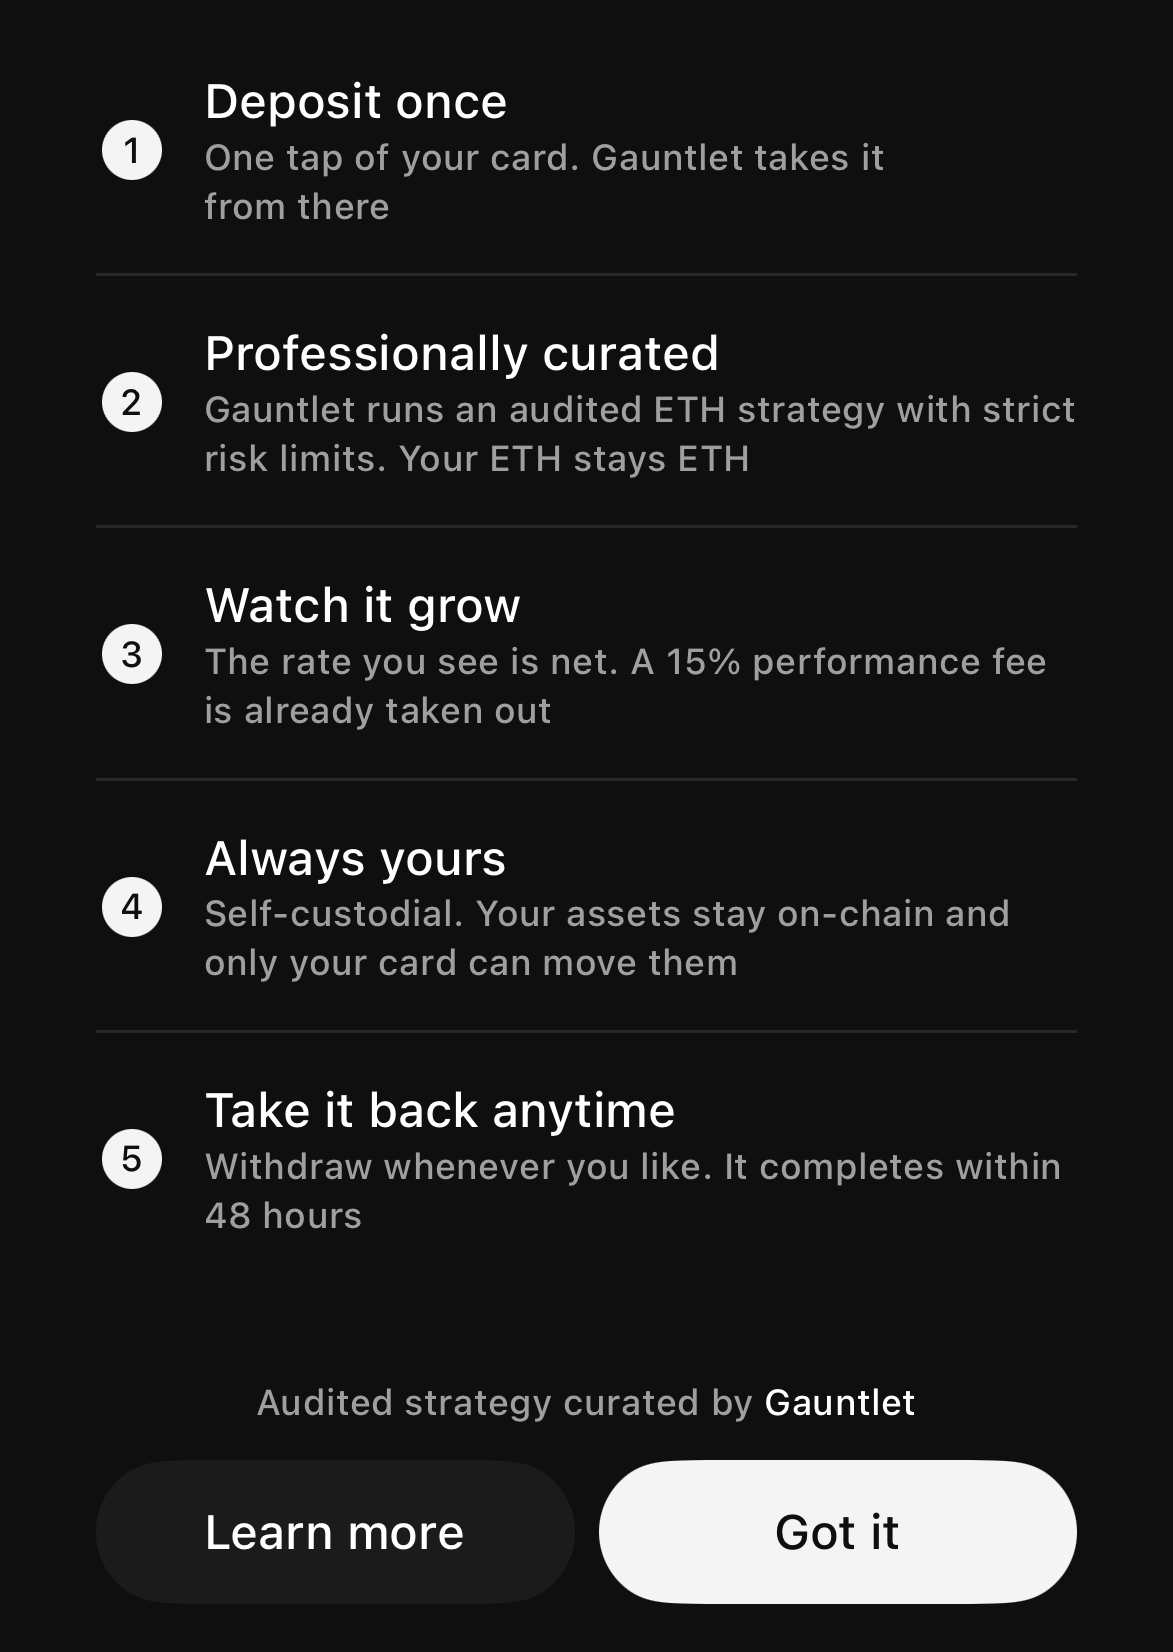 Deposit once
1
One tap of your card. Gauntlet takes it
from there
Professionally curated
2
Gauntlet runs an audited ETH strategy with strict
risk limits. Your ETH stays ETH
Watch it grow
3
The rate you see is net. A 15% performance fee
is already taken out
Always yours
4
Self-custodial. Your assets stay on-chain and
only your card can move them
Take it back anytime
5
Withdraw whenever you like. It completes within
48 hours
Audited strategy curated by Gauntlet
Learn more
Got it